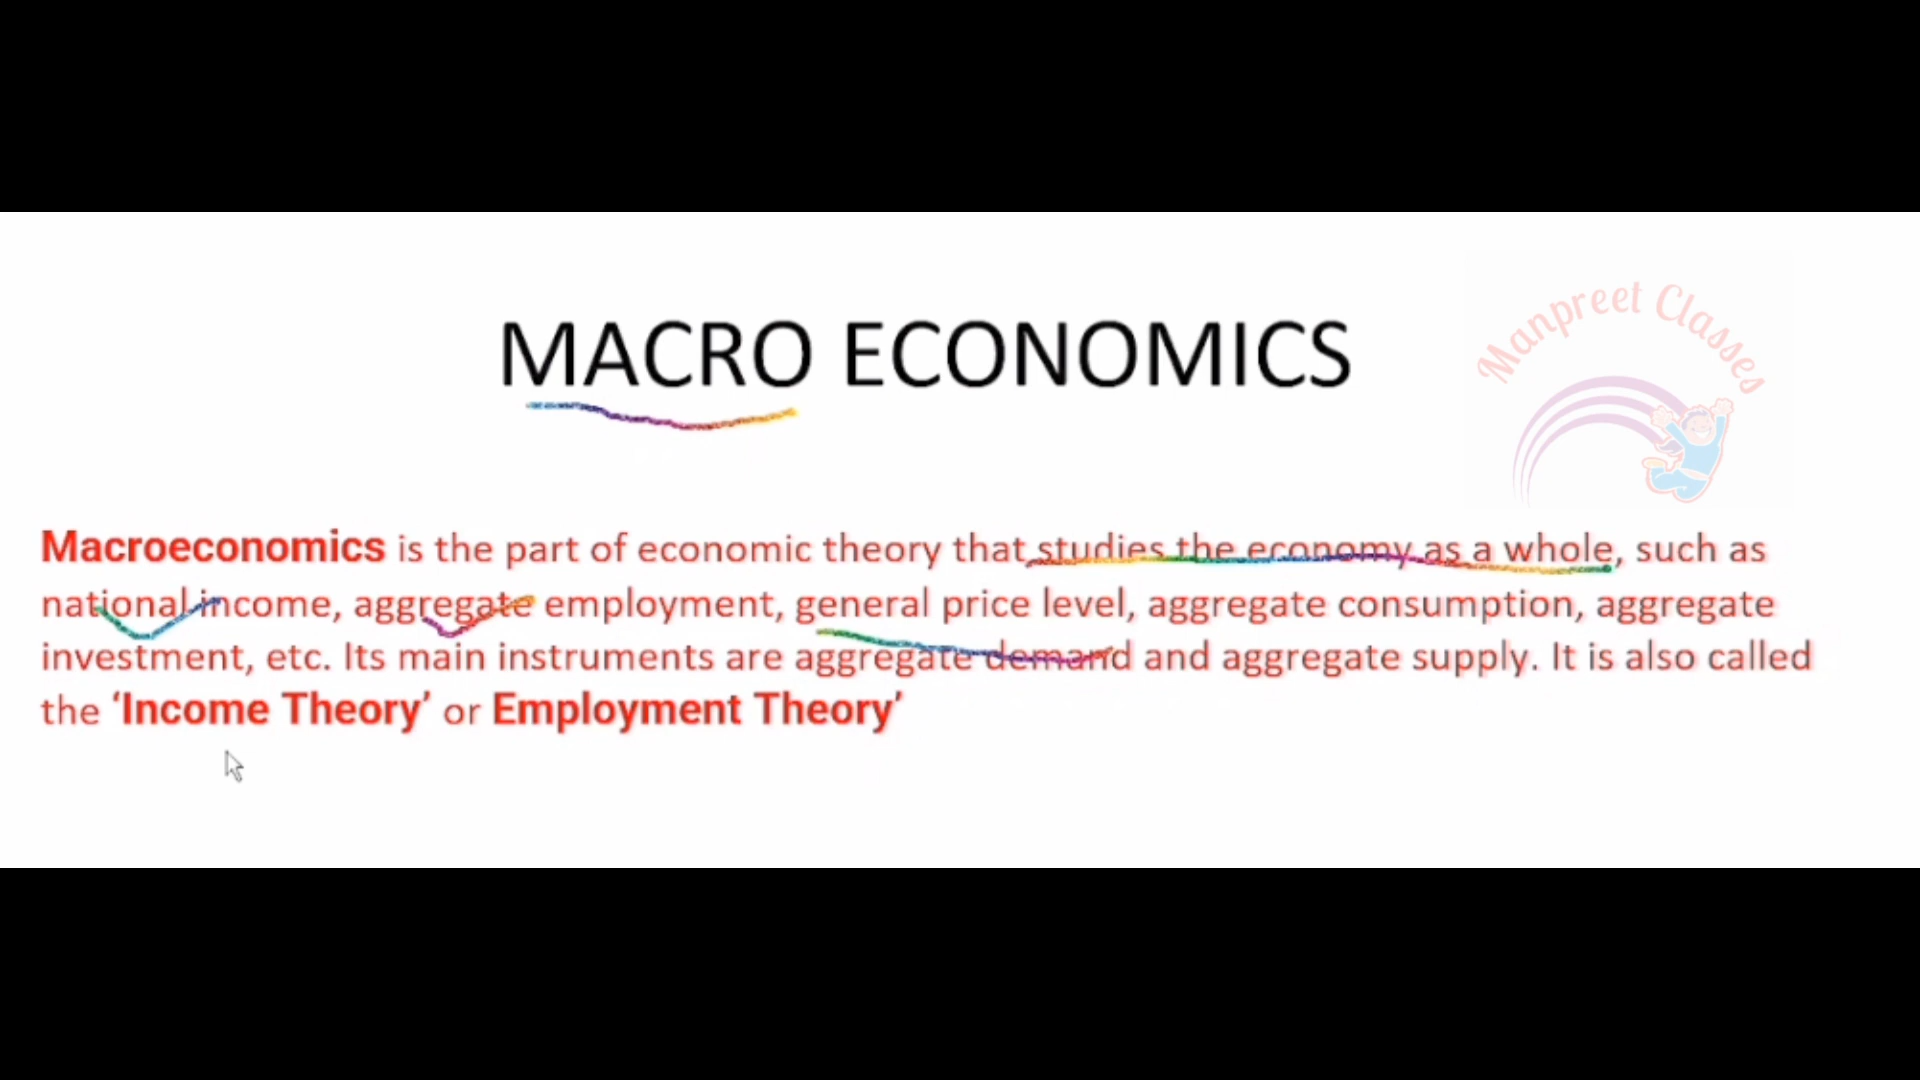 Manpreet Classes
MACRO ECONOMICS
Macroeconomics is the part of economic theory that studies the economy as a whole, such as
national income, aggregate employment, general price level, aggregate consumption, aggregate
investment, etc. Its main instruments are aggregate demand and aggregate supply. It is also called
the ‘Income Theory’ or Employment Theory’